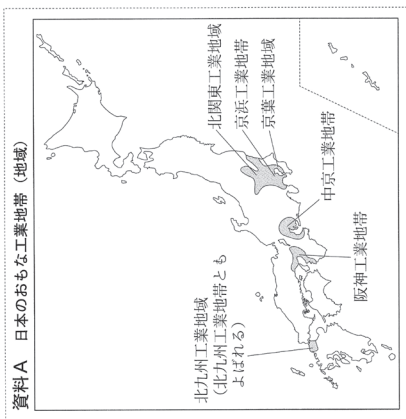 資料A 日本のおもな工業地帯（地域）
北関東工業地域
京浜工業地帯
京葉工業地域
中京工業地帯
阪神工業地帯
北九州工業地域
（北九州工業地帯とも
よばれる）